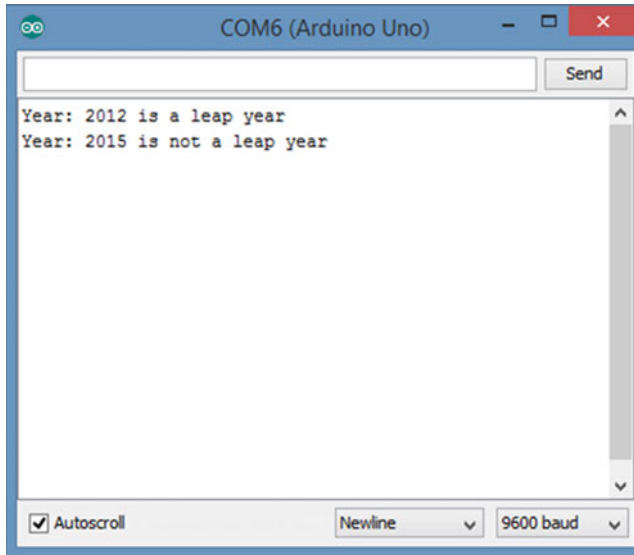 COM6 (Arduino Uno)
Send
Year: 2012 is a leap year
Year: 2015 is not a leap year
Autoscroll
Newline
9600 baud